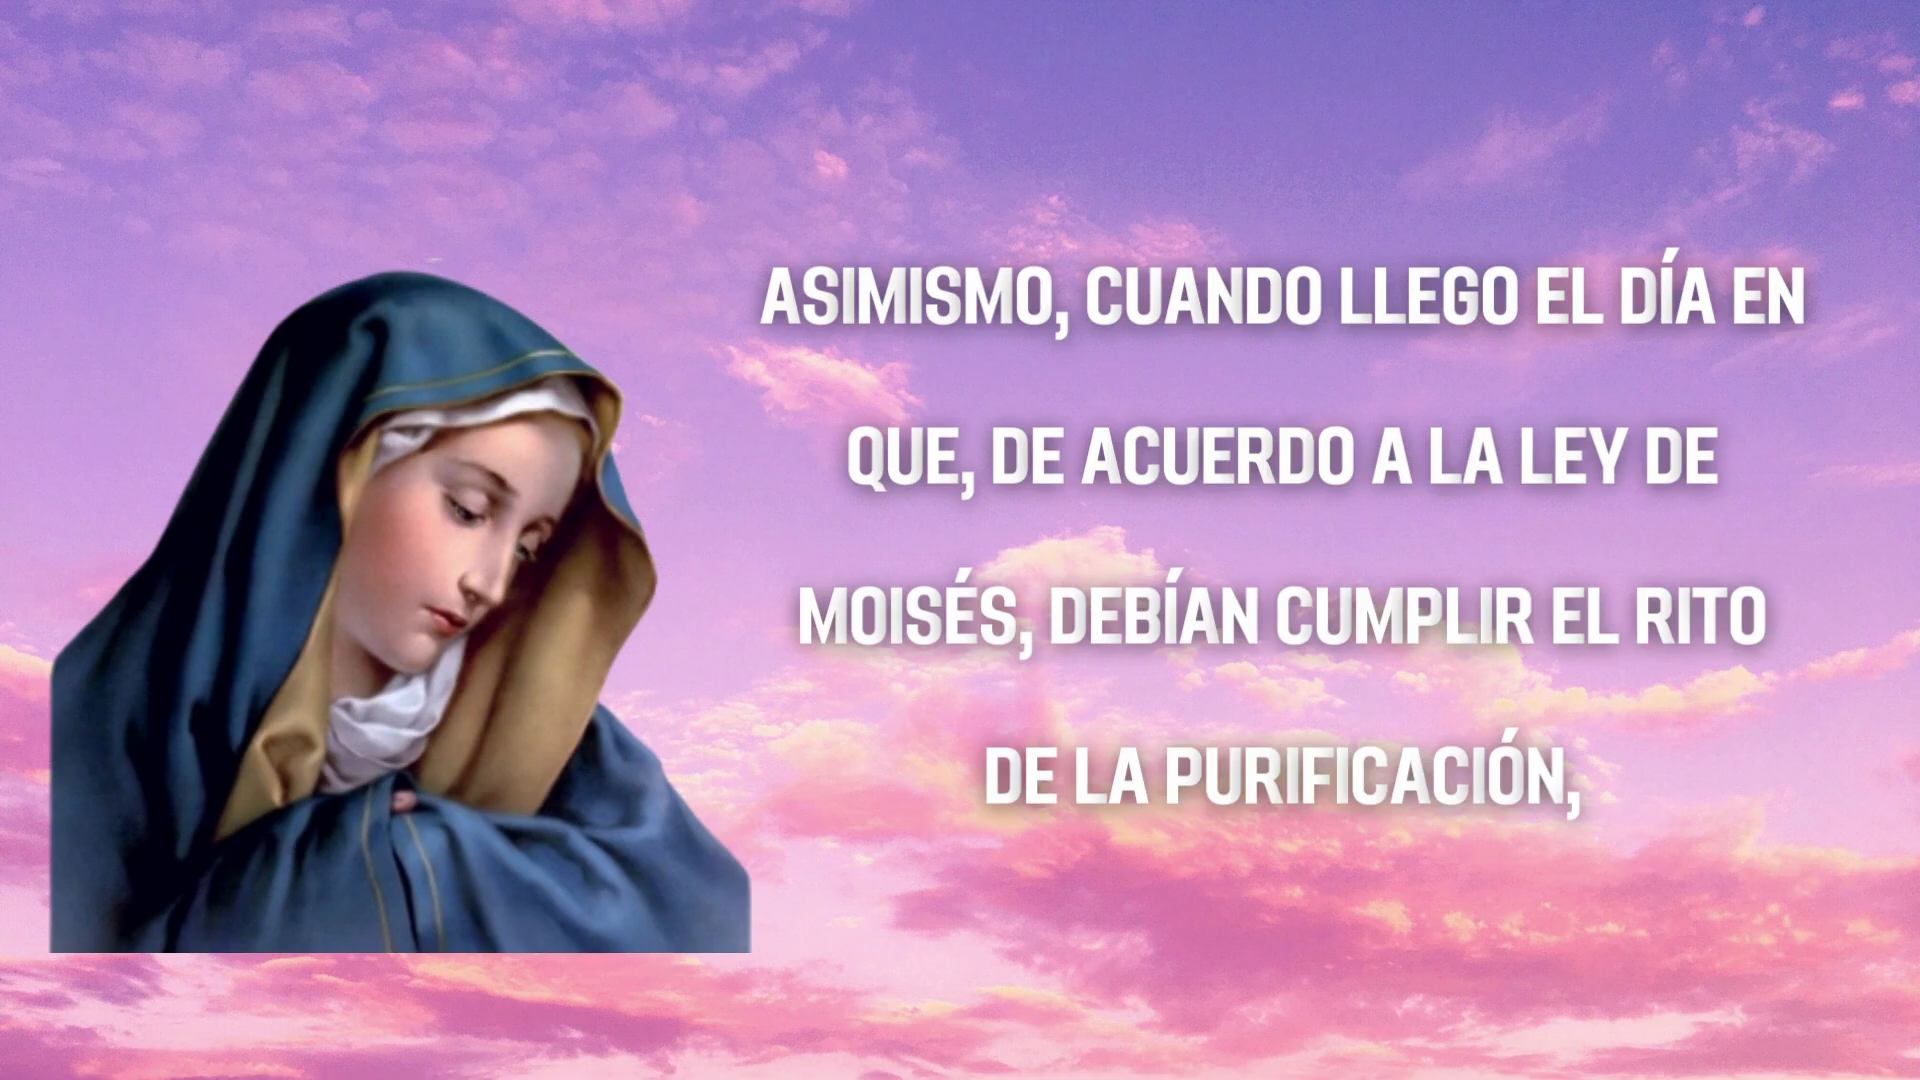 ASIMISMO, CUANDO LLEGO EL DÍA EN
QUE, DE ACUERDO A LA LEY DE
MOISÉS, DEBÍAN CUMPLIR EL RITO
DE LA PURIFICACIÓN,